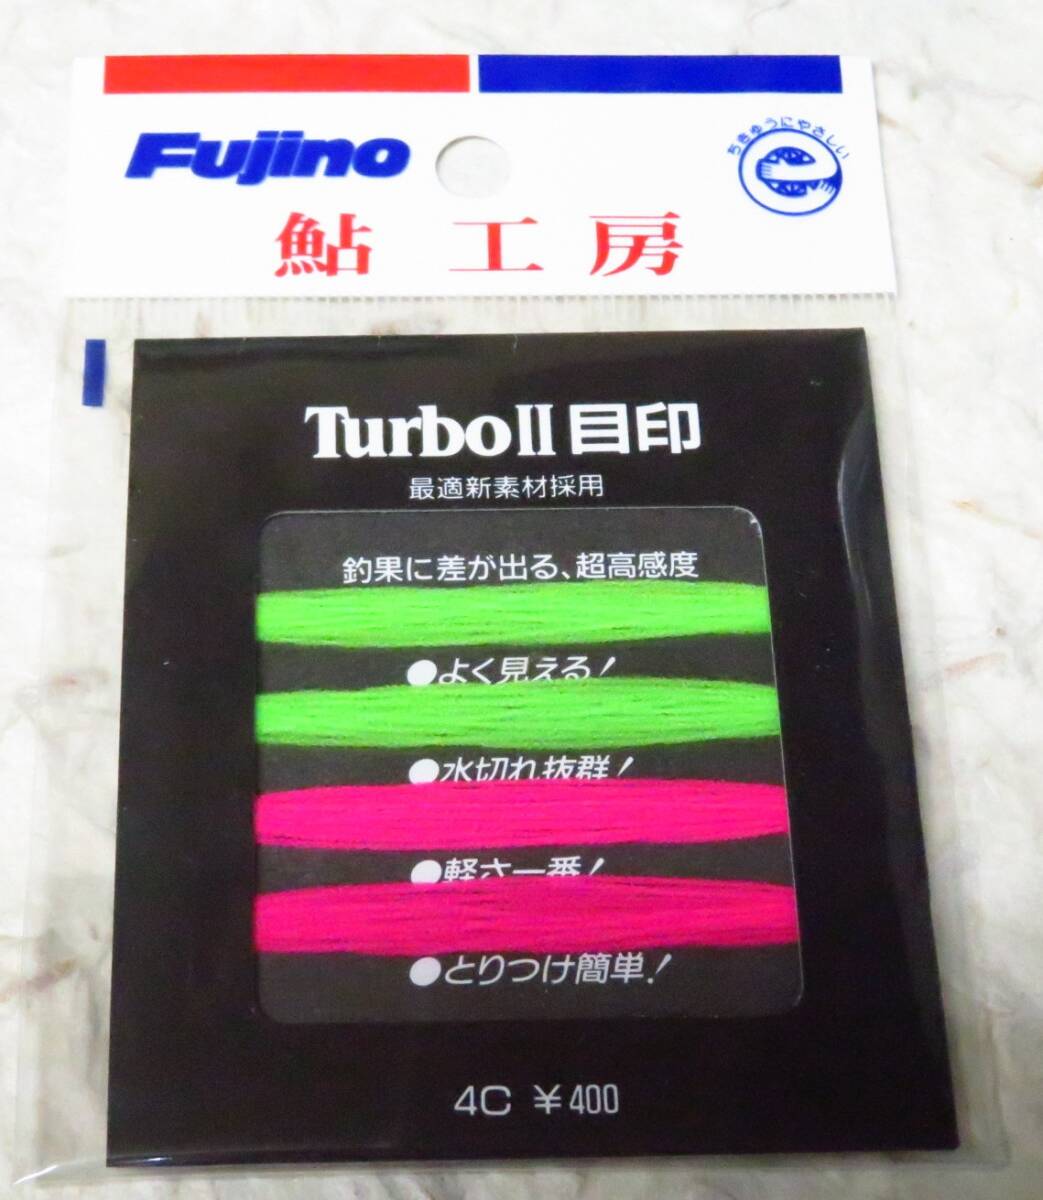 Fujino
ちきゅうにやさしい
鮎工房
TurboII目印
最適新素材採用
釣果に差が出る、超高感度
●よく見える!
●水切れ抜群!
●軽さ一番!
●とりつけ簡単!
4C ¥400